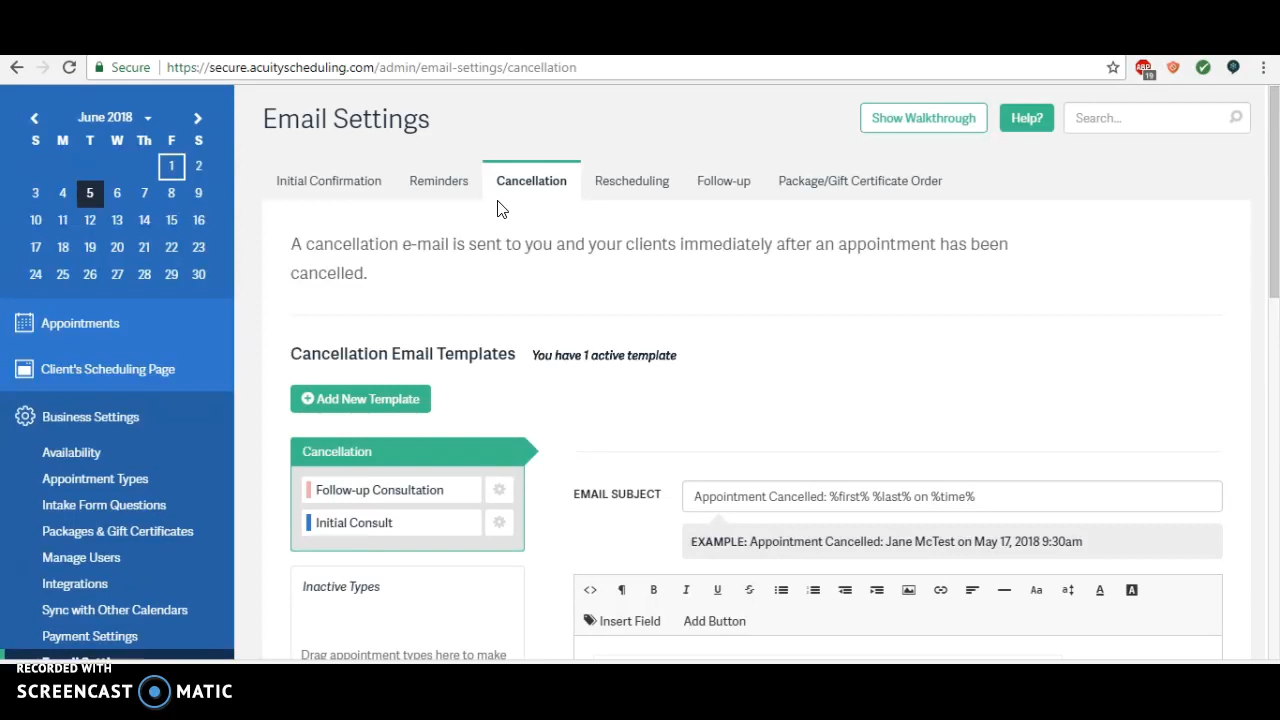 Secure https://secure.acuityscheduling.com/admin/email-settings/cancellation
19
June 2018
S M T W Th F S
1 2
3 4 5 6 7 8 9
10 11 12 13 14 15 16
17 18 19 20 21 22 23
24 25 26 27 28 29 30
Appointments
Client's Scheduling Page
Business Settings
Availability
Appointment Types
Intake Form Questions
Packages & Gift Certificates
Manage Users
Integrations
Sync with Other Calendars
Payment Settings
Email Settings
Show Walkthrough
Help?
Search...
Initial Confirmation
Reminders
Cancellation
Rescheduling
Follow-up
Package/Gift Certificate Order
A cancellation e-mail is sent to you and your clients immediately after an appointment has been
cancelled.
Cancellation Email Templates You have 1 active template
Add New Template
Cancellation
Follow-up Consultation
Initial Consult
Inactive Types
Drag appointment types here to make
EMAIL SUBJECT
Appointment Cancelled: %first% %last% on %time%
EXAMPLE: Appointment Cancelled: Jane McTest on May 17, 2018 9:30am
B I U S Aa A A
Insert Field Add Button
RECORDED WITH
SCREENCAST MATIC